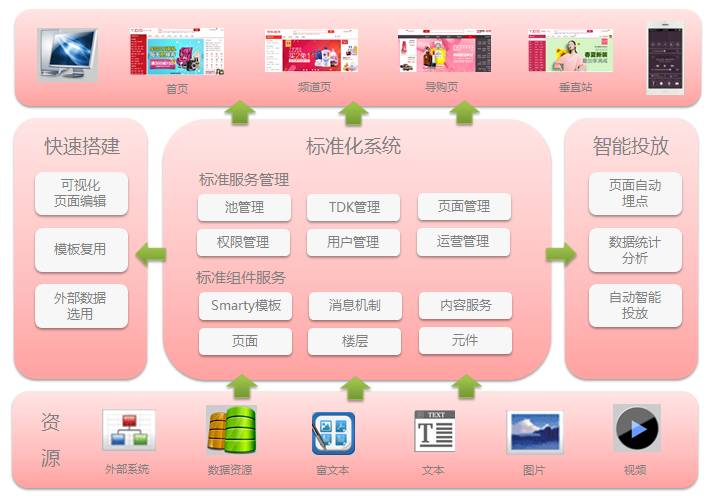 首页
频道页
导购页
垂直站
快速搭建
可视化
页面编辑
模板复用
外部数据
选用
标准化系统
标准服务管理
池管理
TDK管理
页面管理
权限管理
用户管理
运营管理
标准组件服务
Smarty模板
消息机制
内容服务
页面
楼层
元件
智能投放
页面自动
埋点
数据统计
分析
自动智能
投放
资
源
外部系统
数据资源
富文本
TEXT
文本
图片
视频